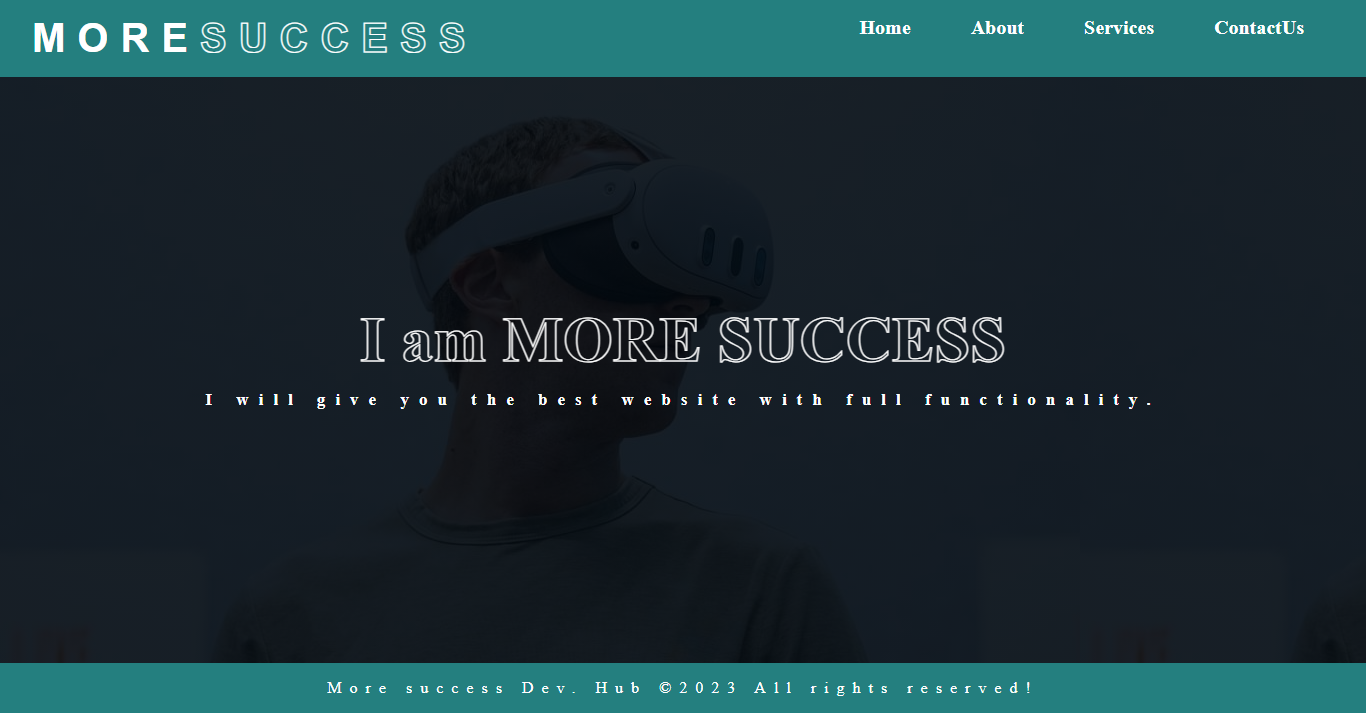 MORESUCCESS
Home About Services ContactUs
I am MORE SUCCESS
I will give you the best website with full functionality.
More success Dev. Hub ©2023 All rights reserved!